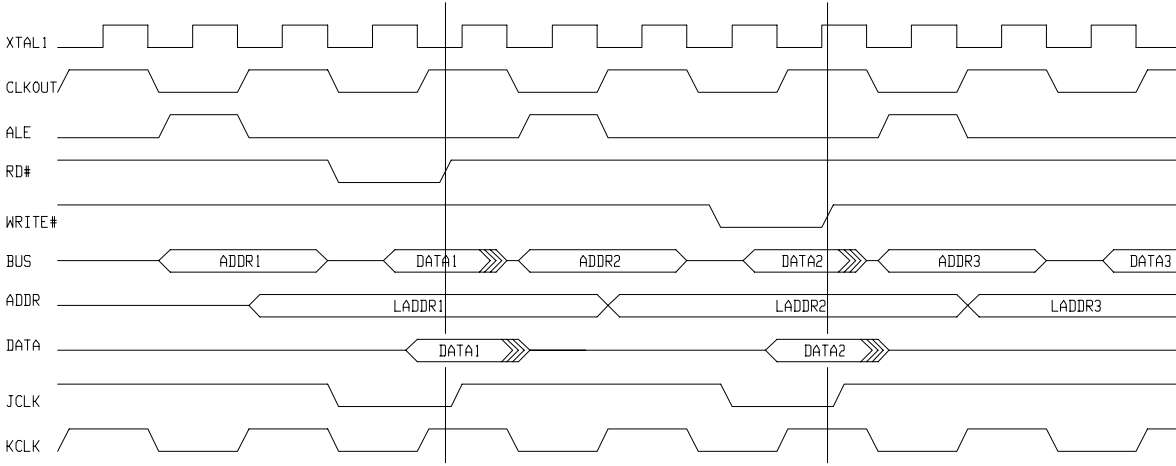 XTAL1
CLKOUT
ALE
RD#
WRITE#
BUS ADDR1 DATA1 ADDR2 DATA2 ADDR3 DATA3
ADDR LADDR1 LADDR2 LADDR3
DATA DATA1 DATA2
JCLK
KCLK